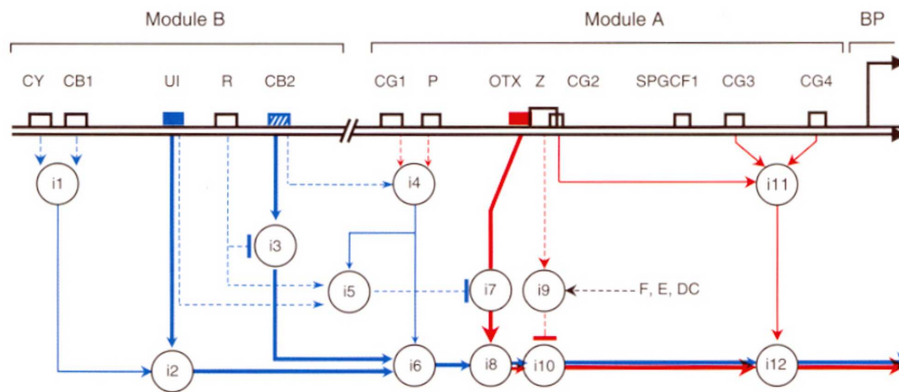 Module B Module A BP
CY CB1 UI R CB2 CG1 P OTX Z CG2 SPGCF1 CG3 CG4
i1 i4 i11
i3
i5 i7 i9 F, E, DC
i2 i6 i8 i10 i12